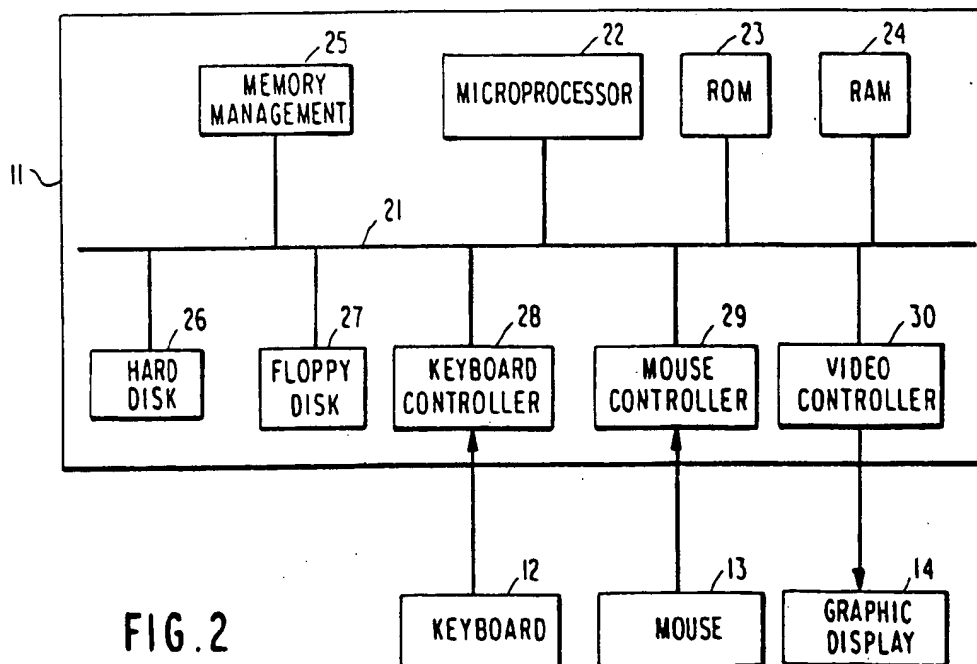 25
22
23
24
MEMORY
MANAGEMENT
MICROPROCESSOR
ROM
RAM
11
21
26
27
28
29
30
HARD
DISK
FLOPPY
DISK
KEYBOARD
CONTROLLER
MOUSE
CONTROLLER
VIDEO
CONTROLLER
12
13
14
KEYBOARD
MOUSE
GRAPHIC
DISPLAY
FIG.2